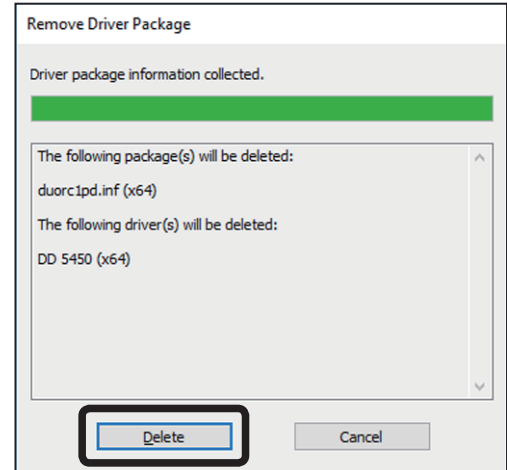 Remove Driver Package
Driver package information collected.
The following package(s) will be deleted:
duorc1pd.inf (x64)
The following driver(s) will be deleted:
DD 5450 (x64)
Delete
Cancel